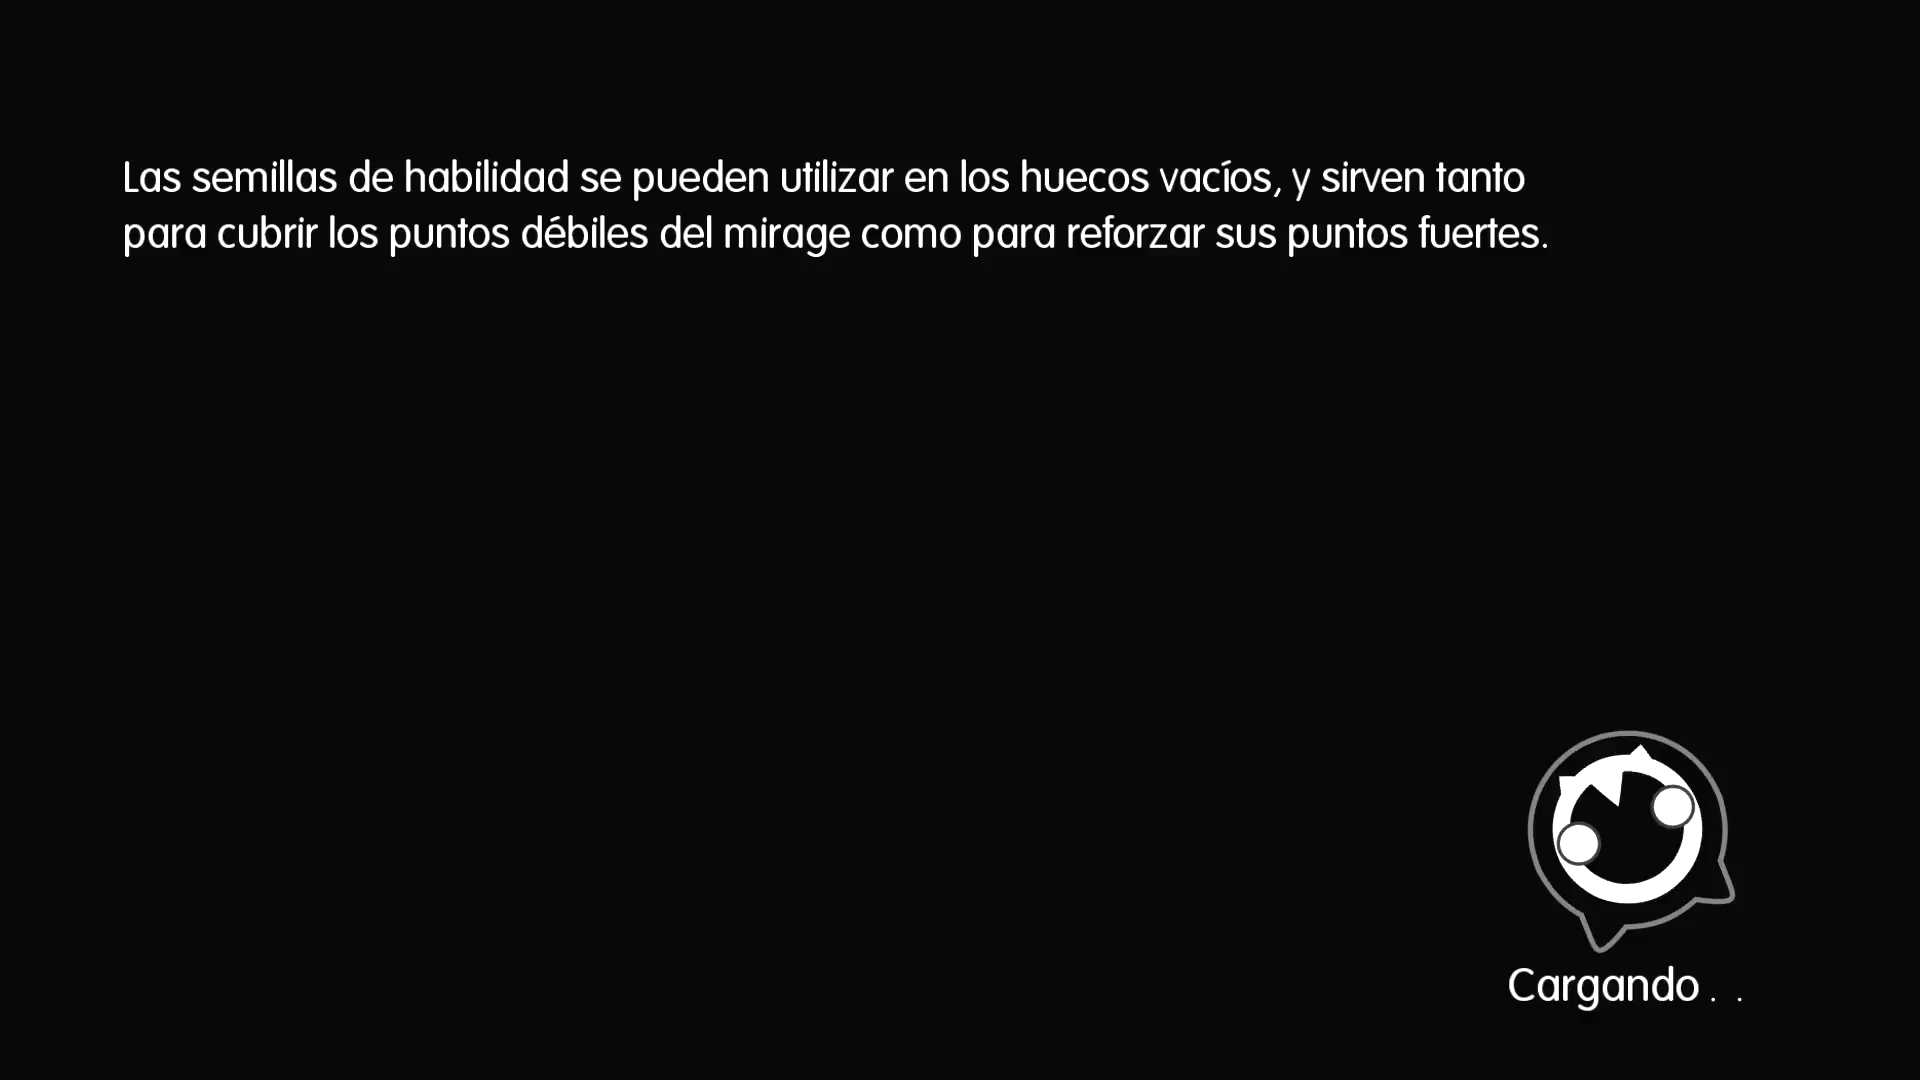 Las semillas de habilidad se pueden utilizar en los huecos vacíos, y sirven tanto
para cubrir los puntos débiles del mirage como para reforzar sus puntos fuertes.
Cargando . .